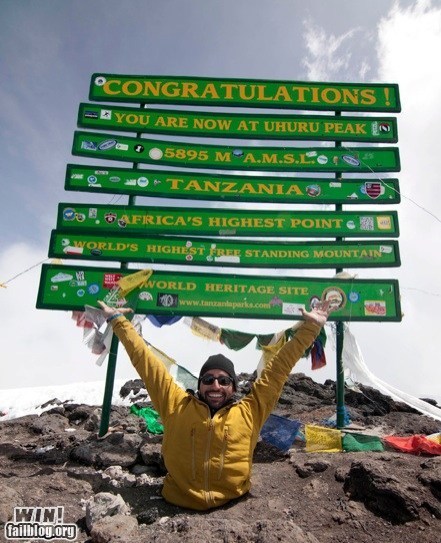 CONGRATULATIONS !
YOU ARE NOW AT UHURU PEAK
5895 M A.M.S.L.
TANZANIA
AFRICA'S HIGHEST POINT
WORLD'S HIGHEST FREE STANDING MOUNTAIN
WORLD HERITAGE SITE
www.tanzaniaparks.com
WIN!
failblog.org